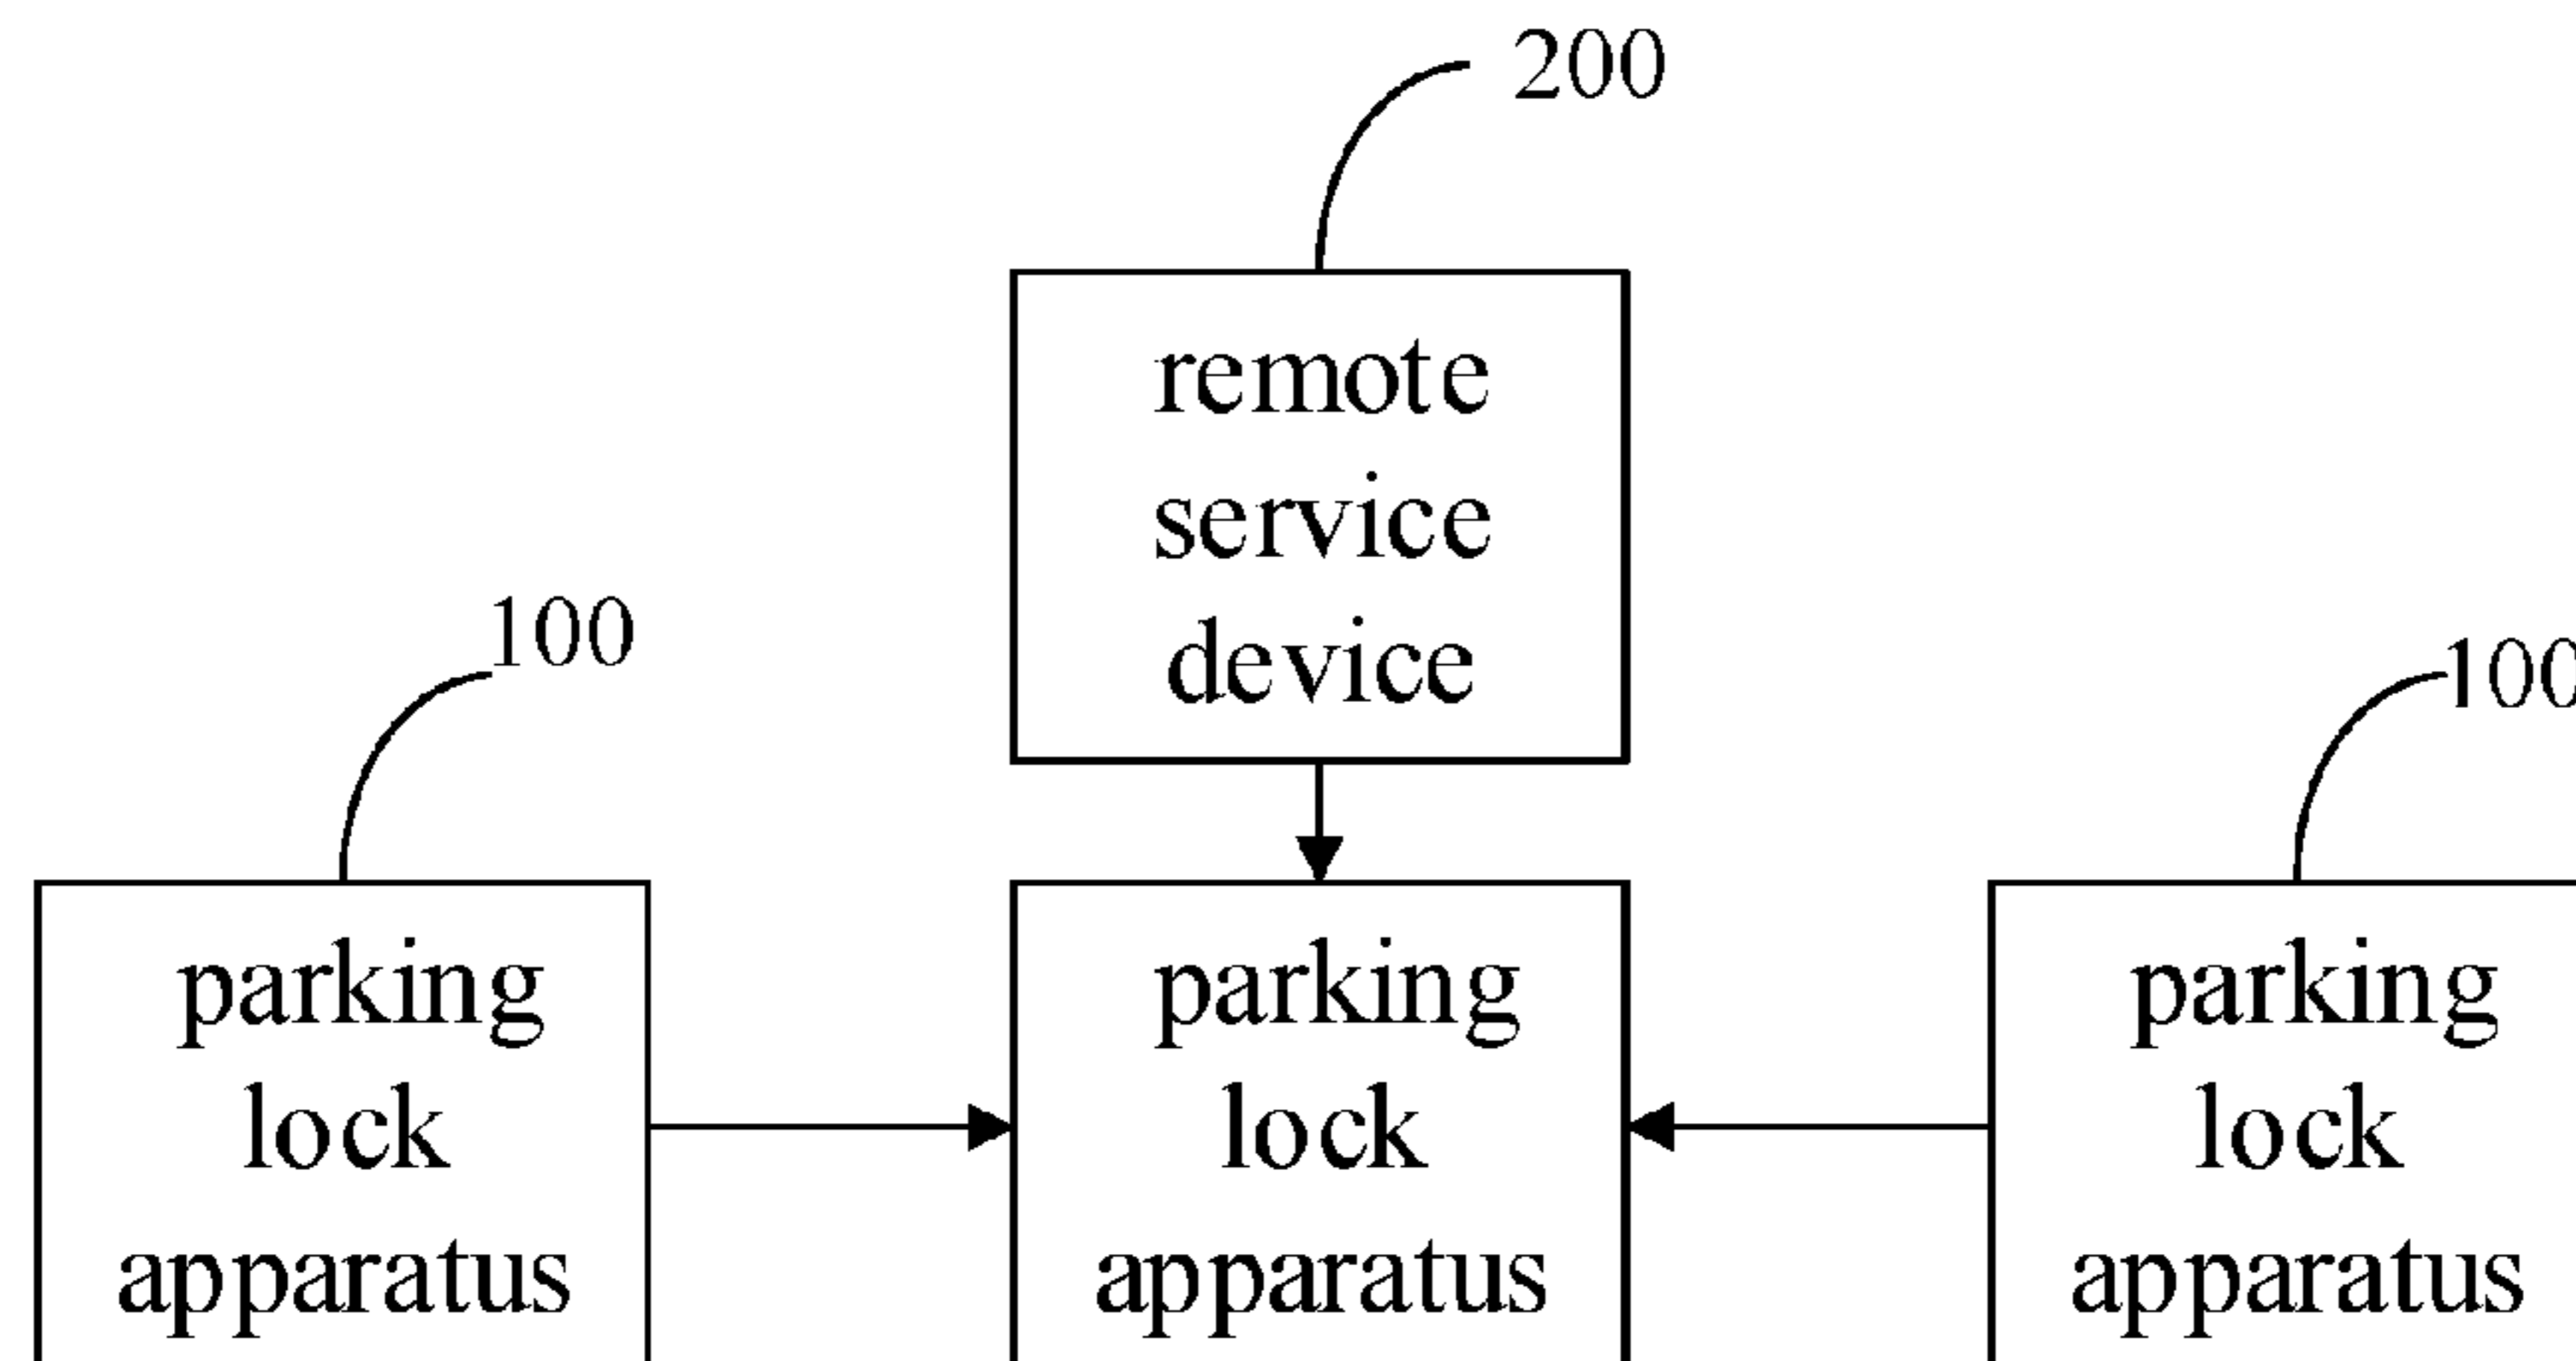 200
remote
service
device
100
100
parking
lock
apparatus
parking
lock
apparatus
parking
lock
apparatus